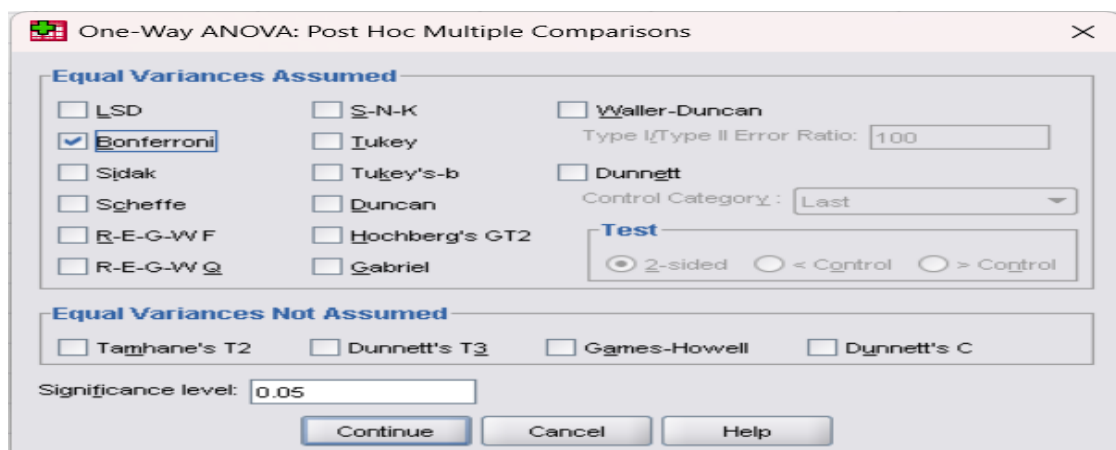 One-Way ANOVA: Post Hoc Multiple Comparisons
Equal Variances Assumed
LSD
Bonferroni
Sidak
Scheffe
R-E-G-W F
R-E-G-W Q
S-N-K
Tukey
Tukey's-b
Duncan
Hochberg's GT2
Gabriel
Waller-Duncan
Type I/Type II Error Ratio: 100
Dunnett
Control Category : Last
Test
2-sided < Control > Control
Equal Variances Not Assumed
Tamhane's T2 Dunnett's T3 Games-Howell Dunnett's C
Significance level: 0.05
Continue Cancel Help